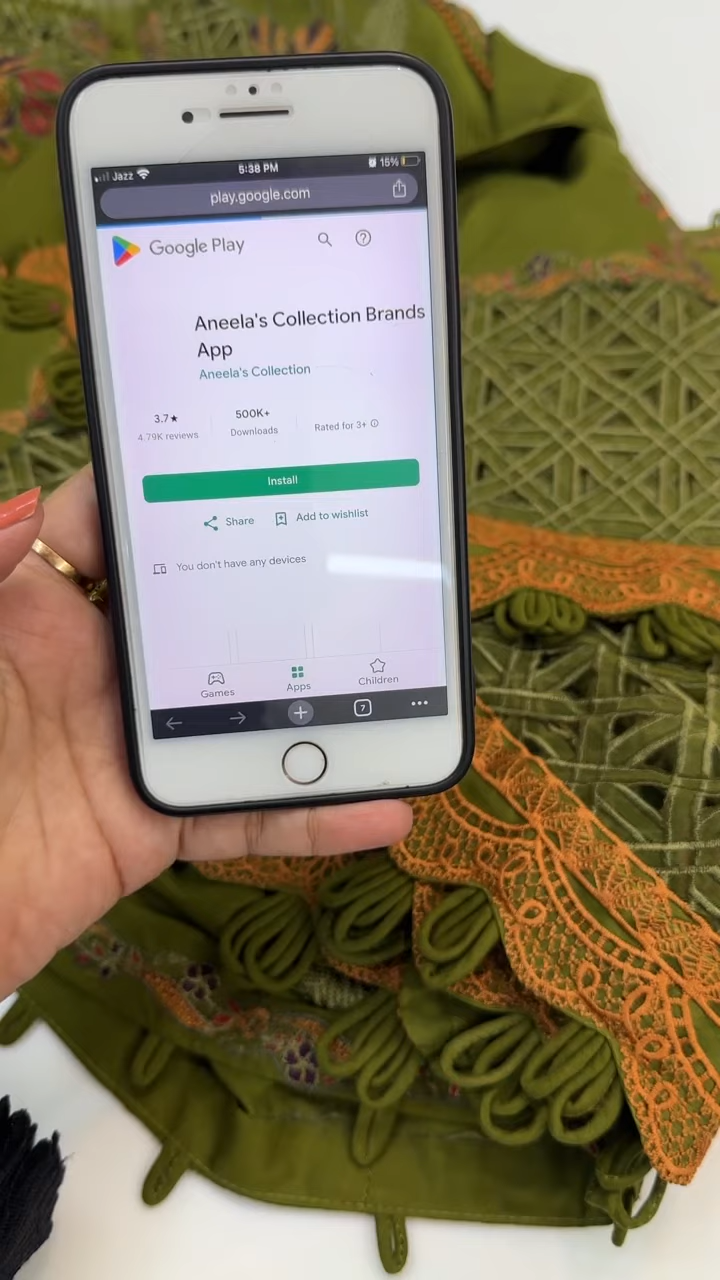 Jazz 5:38 PM 15%
play.google.com
Google Play
Aneela's Collection Brands
App
Aneela's Collection
3.7★ 500K+ Rated for 3+
4.79K reviews Downloads
Install
Share Add to wishlist
You don't have any devices
Games Apps Children
7